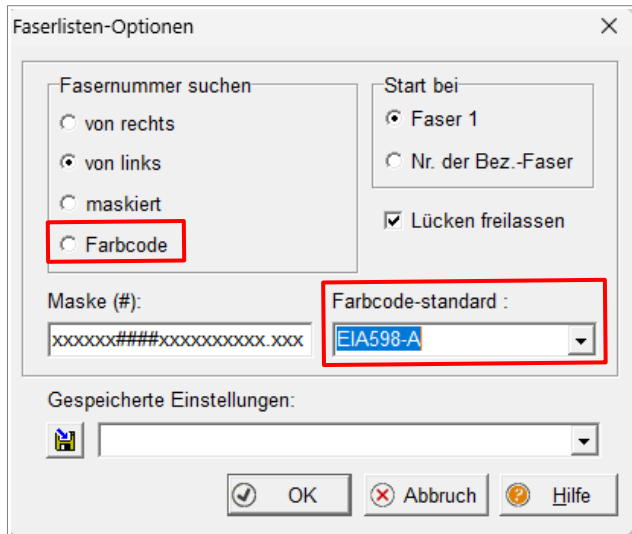 Faserlisten-Optionen
Fasernummer suchen
von rechts
von links
maskiert
Farbcode
Start bei
Faser 1
Nr. der Bez.-Faser
Lücken freilassen
Maske (#):
xxxxxx####xxxxxxxxxx.xxx
Farbcode-standard :
EIA598-A
Gespeicherte Einstellungen:
OK
Abbruch
Hilfe